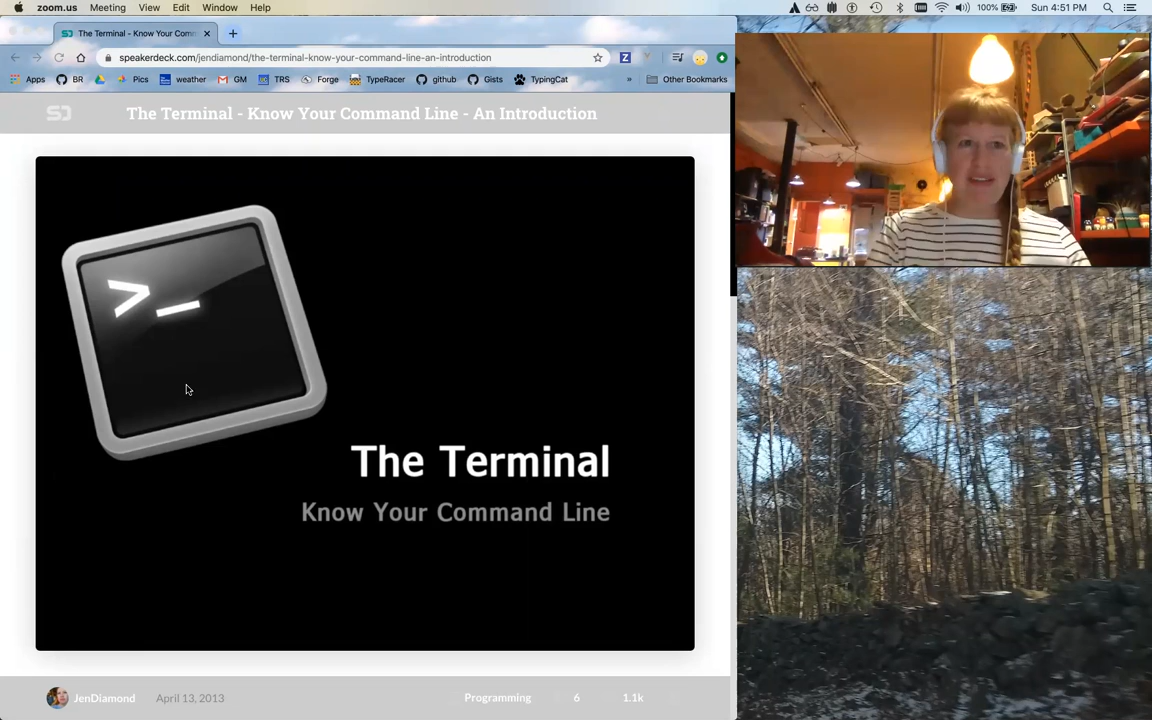 zoom.us Meeting View Edit Window Help 100% Sun 4:51 PM
The Terminal - Know Your Com
speakerdeck.com/jendiamond/the-terminal-know-your-command-line-an-introduction
Apps BR Pics weather GM TRS Forge TypeRacer github Gists TypingCat » Other Bookmarks
The Terminal - Know Your Command Line - An Introduction
>_
The Terminal
Know Your Command Line
JenDiamond April 13, 2013 Programming 6 1.1k